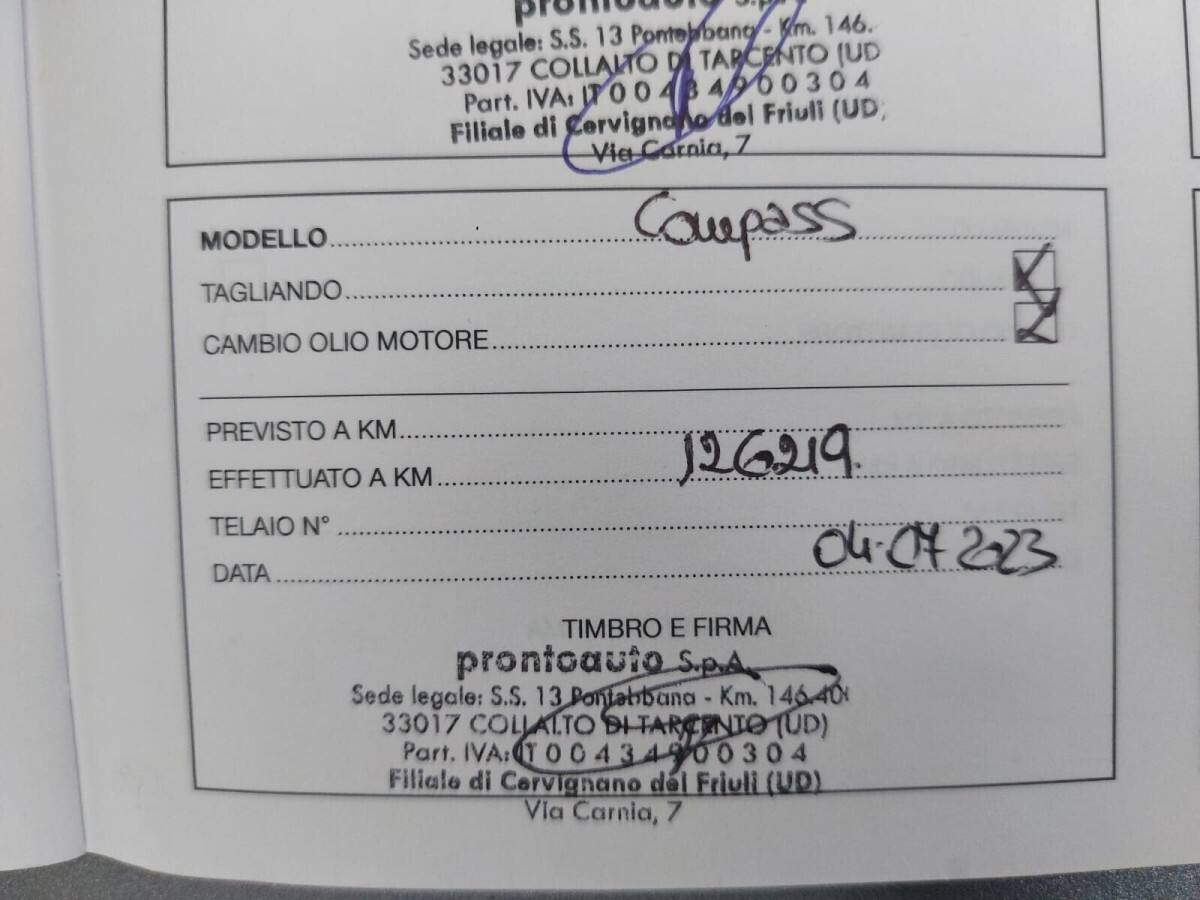 prontoauto S.p.A.
Sede legale: S.S. 13 Pontebbana - Km. 146.
33017 COLLALTO DI TARCENTO (UD
Part. IVA: IT 0 0 4 3 4 9 0 0 3 0 4
Filiale di Cervignano del Friuli (UD)
Via Carnia, 7
MODELLO Compass
TAGLIANDO
CAMBIO OLIO MOTORE
PREVISTO A KM
EFFETTUATO A KM 126219.
TELAIO N°
DATA 04-07 2023
TIMBRO E FIRMA
prontoauto S.p.A.
Sede legale: S.S. 13 Pontebbana - Km. 146.40
33017 COLLALTO DI TARCENTO (UD)
Part. IVA: IT 0 0 4 3 4 9 0 0 3 0 4
Filiale di Cervignano del Friuli (UD)
Via Carnia, 7